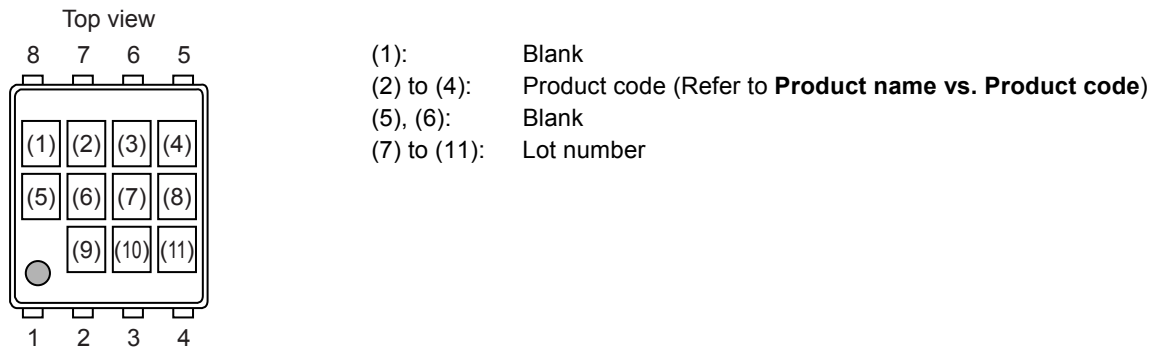 Top view
8 7 6 5
(1) (2) (3) (4)
(5) (6) (7) (8)
(9) (10) (11)
1 2 3 4
(1): Blank
(2) to (4): Product code (Refer to Product name vs. Product code)
(5), (6): Blank
(7) to (11): Lot number